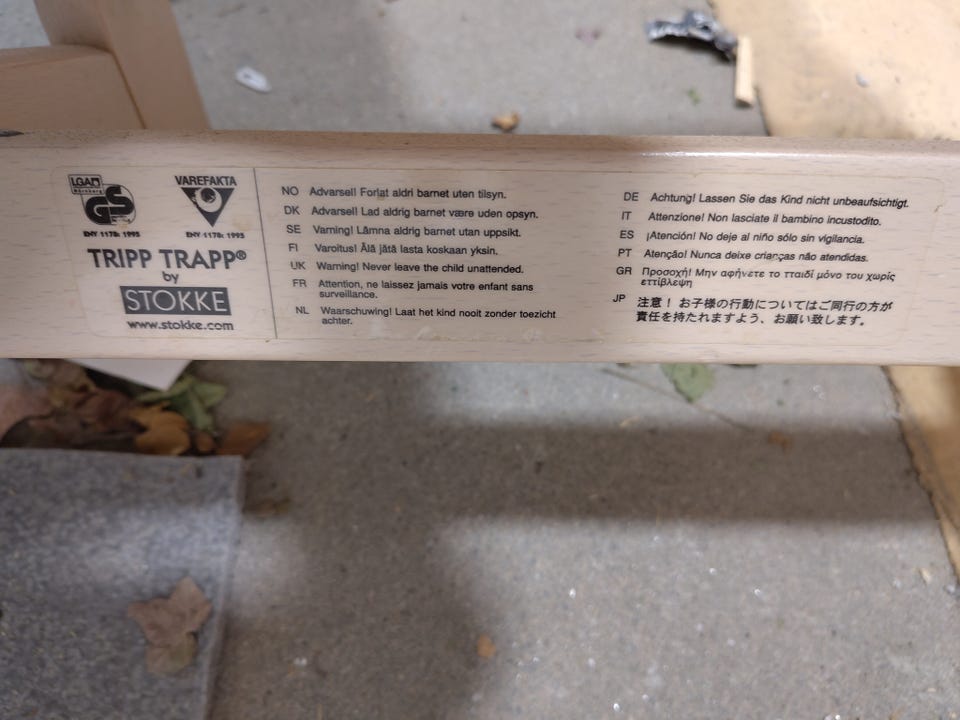 LGA
Nürnberg
GS
ENV 1178: 1995
VAREFAKTA
ENV 1178: 1995
TRIPP TRAPP®
by
STOKKE
www.stokke.com
NO Advarsel! Forlat aldri barnet uten tilsyn.
DK Advarsel! Lad aldrig barnet være uden opsyn.
SE Varning! Lämna aldrig barnet utan uppsikt.
FI Varoitus! Älä jätä lasta koskaan yksin.
UK Warning! Never leave the child unattended.
FR Attention, ne laissez jamais votre enfant sans
surveillance.
NL Waarschuwing! Laat het kind nooit zonder toezicht
achter.
DE Achtung! Lassen Sie das Kind nicht unbeaufsichtigt.
IT Attenzione! Non lasciate il bambino incustodito.
ES ¡Atención! No deje al niño sólo sin vigilancia.
PT Atenção! Nunca deixe crianças não atendidas.
GR Προσοχή! Μην αφήνετε το τταιδί μόνο του χωρίς
εττίβλεψη
JP 注意！ お子様の行動についてはご同行の方が
責任を持たれますよう、お願い致します。